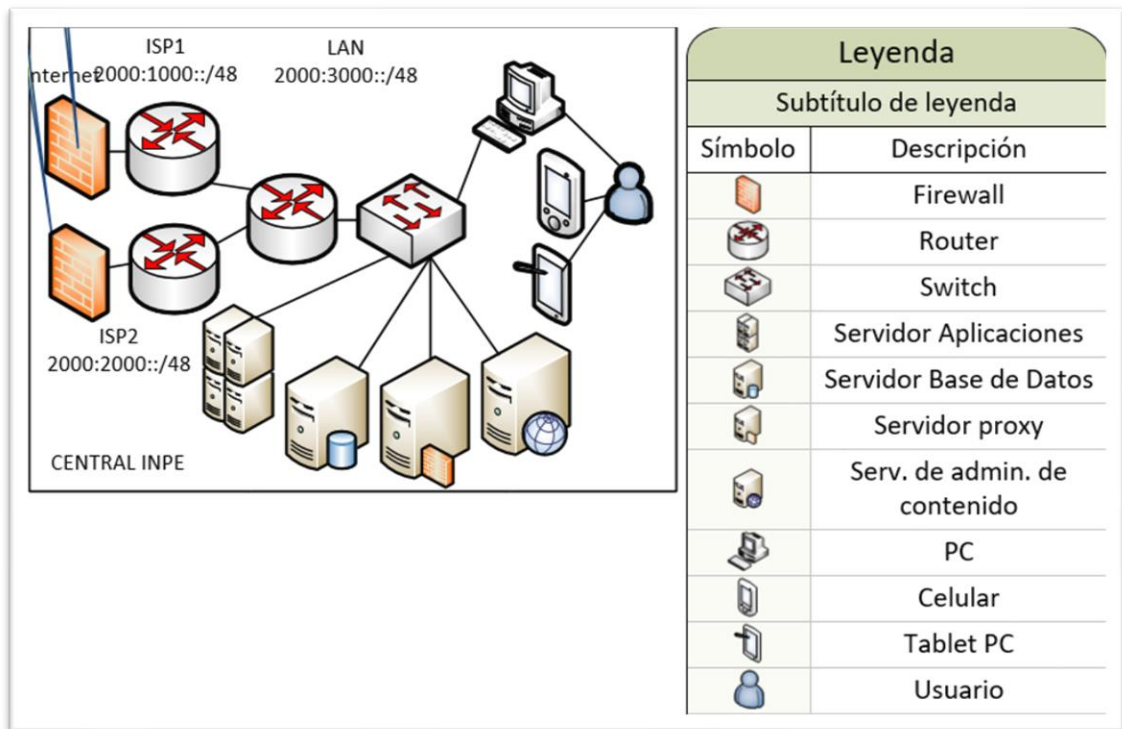 ISP1
LAN
nternet 2000:1000::/48
2000:3000::/48
ISP2
2000:2000::/48
CENTRAL INPE
Leyenda
Subtítulo de leyenda
Símbolo Descripción
Firewall
Router
Switch
Servidor Aplicaciones
Servidor Base de Datos
Servidor proxy
Serv. de admin. de
contenido
PC
Celular
Tablet PC
Usuario